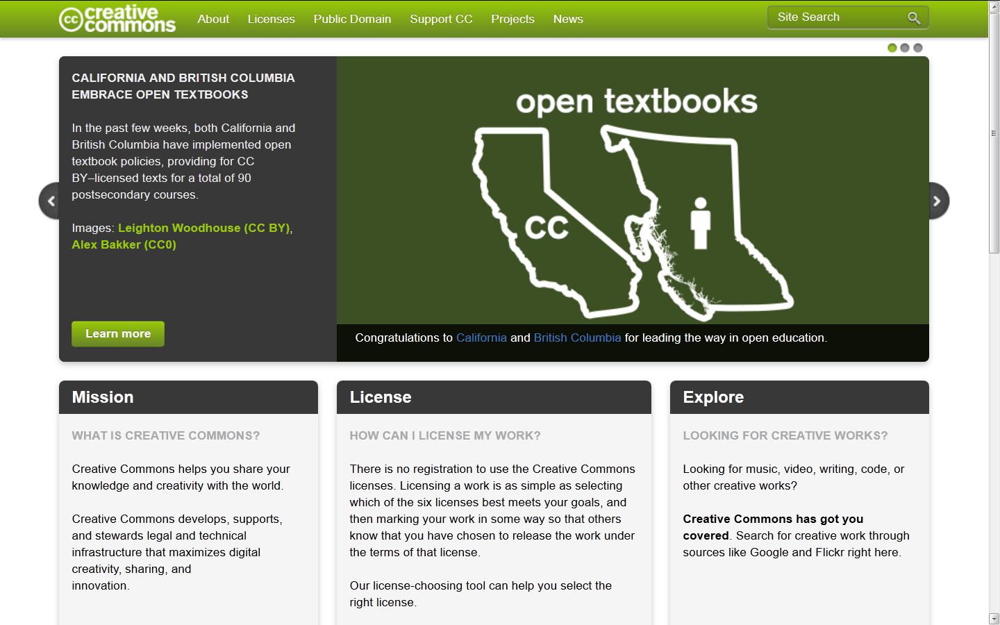 cc creative commons
About Licenses Public Domain Support CC Projects News
Site Search
CALIFORNIA AND BRITISH COLUMBIA
EMBRACE OPEN TEXTBOOKS
In the past few weeks, both California and
British Columbia have implemented open
textbook policies, providing for CC
BY–licensed texts for a total of 90
postsecondary courses.
Images: Leighton Woodhouse (CC BY),
Alex Bakker (CC0)
Learn more
open textbooks
CC
Congratulations to California and British Columbia for leading the way in open education.
Mission
WHAT IS CREATIVE COMMONS?
Creative Commons helps you share your
knowledge and creativity with the world.
Creative Commons develops, supports,
and stewards legal and technical
infrastructure that maximizes digital
creativity, sharing, and
innovation.
License
HOW CAN I LICENSE MY WORK?
There is no registration to use the Creative Commons
licenses. Licensing a work is as simple as selecting
which of the six licenses best meets your goals, and
then marking your work in some way so that others
know that you have chosen to release the work under
the terms of that license.
Our license-choosing tool can help you select the
right license.
Explore
LOOKING FOR CREATIVE WORKS?
Looking for music, video, writing, code, or
other creative works?
Creative Commons has got you
covered. Search for creative work through
sources like Google and Flickr right here.